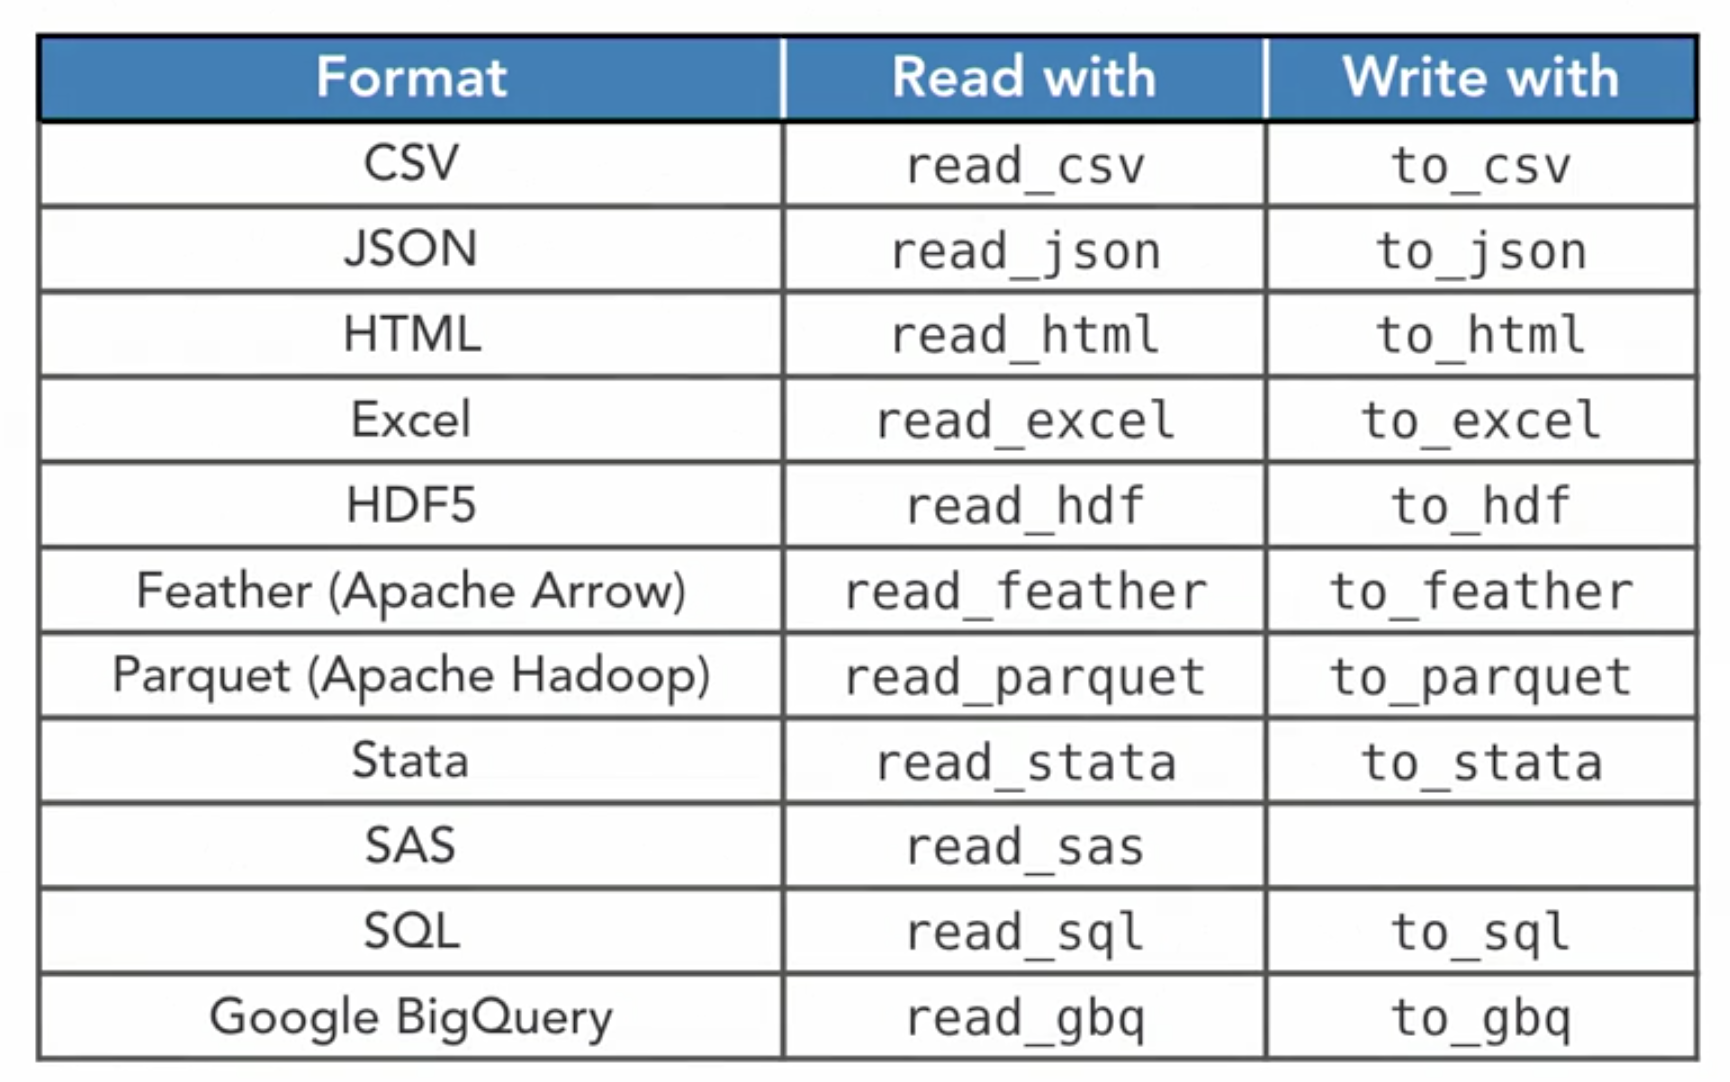 Format Read with Write with
CSV read_csv to_csv
JSON read_json to_json
HTML read_html to_html
Excel read_excel to_excel
HDF5 read_hdf to_hdf
Feather (Apache Arrow) read_feather to_feather
Parquet (Apache Hadoop) read_parquet to_parquet
Stata read_stata to_stata
SAS read_sas
SQL read_sql to_sql
Google BigQuery read_gbq to_gbq